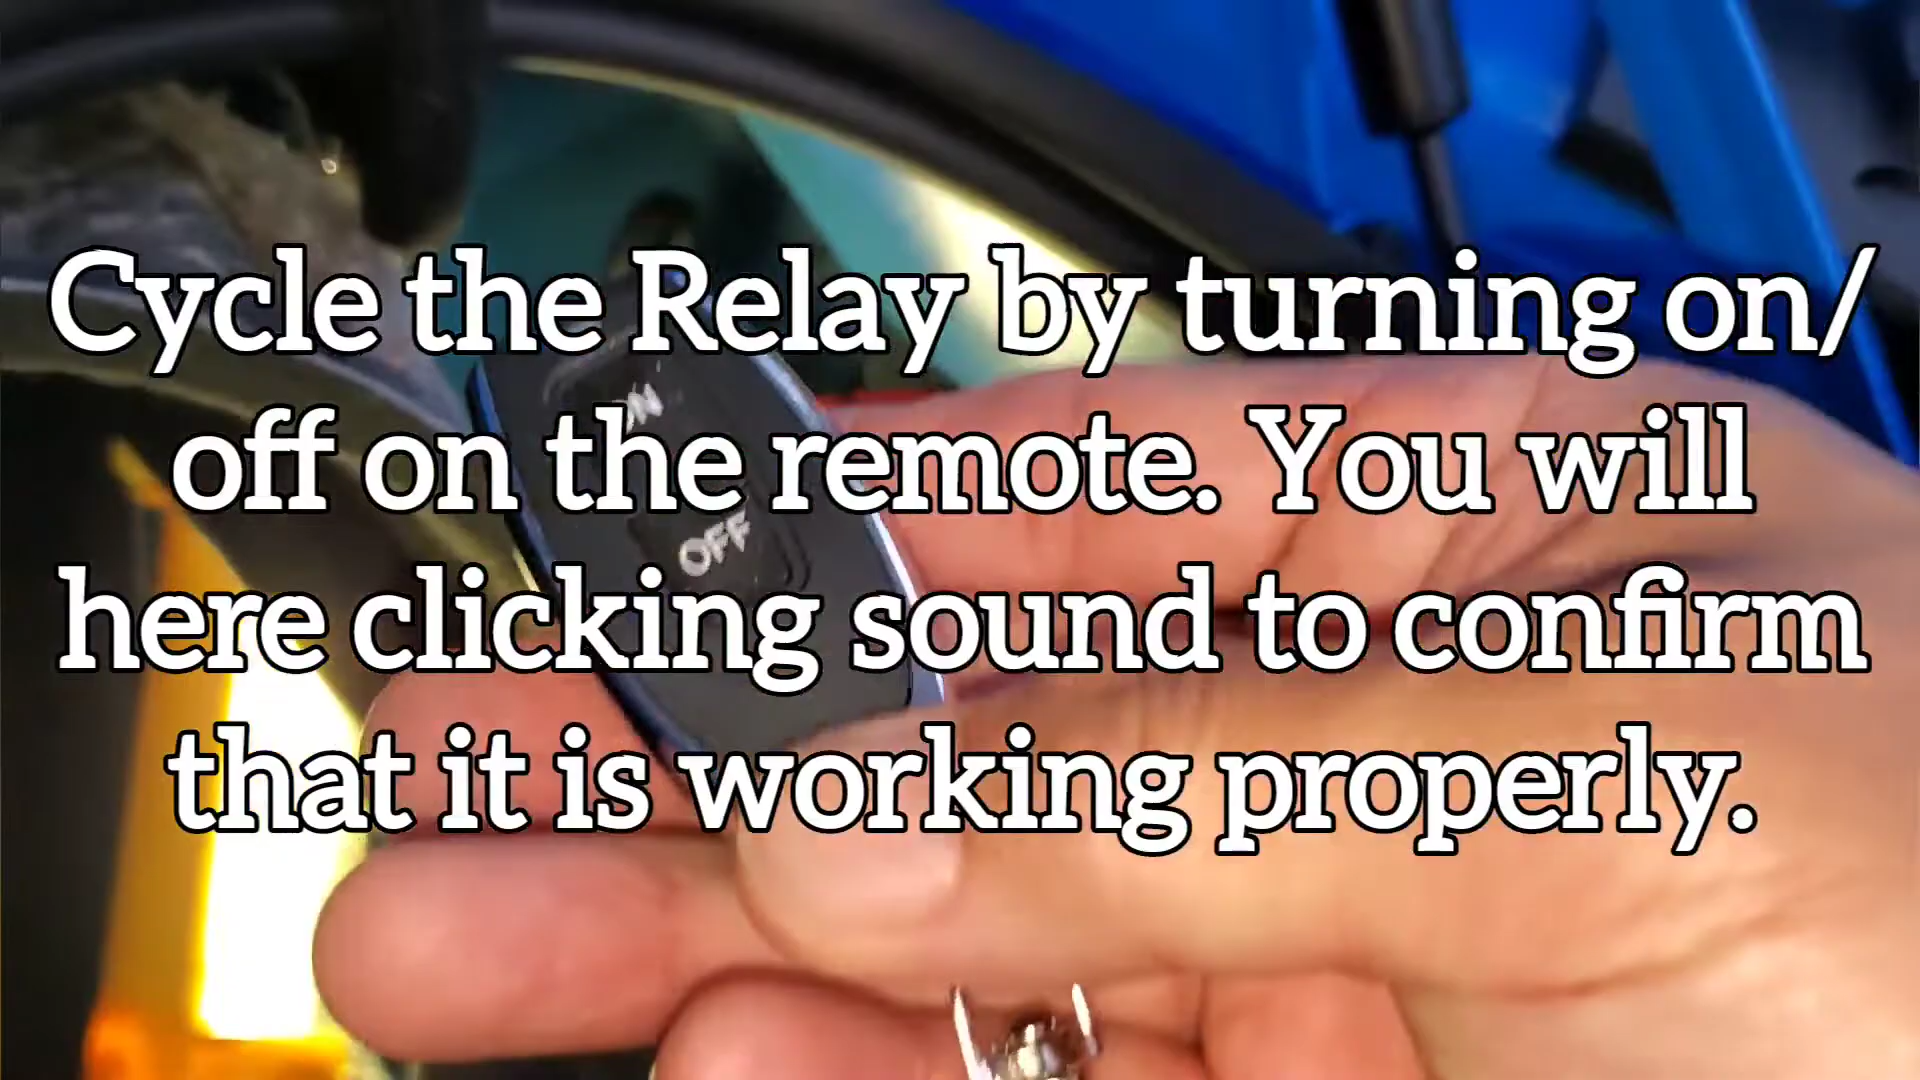 Cycle the Relay by turning on/
off on the remote. You will
here clicking sound to confirm
that it is working properly.
ON
OFF